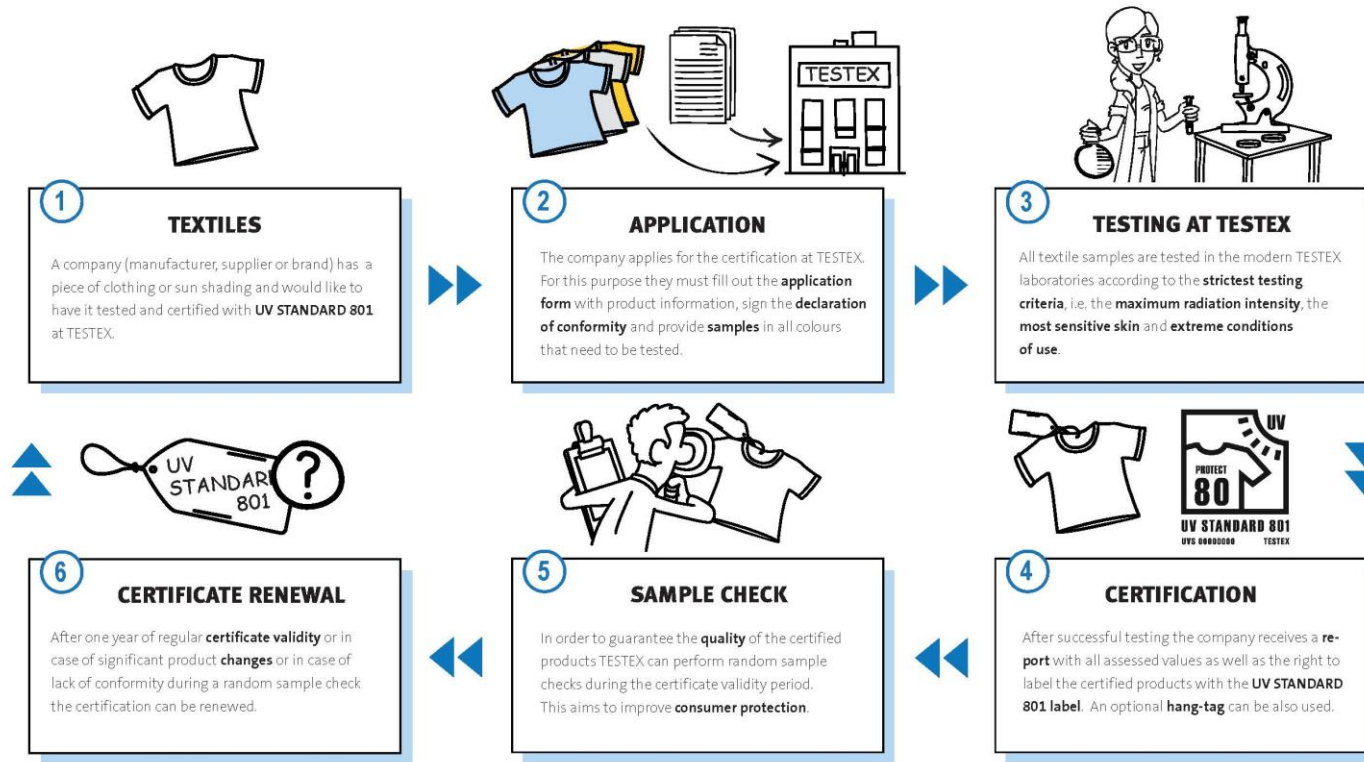 TESTEX
1
TEXTILES
A company (manufacturer, supplier or brand) has a
piece of clothing or sun shading and would like to
have it tested and certified with UV STANDARD 801
at TESTEX.
2
APPLICATION
The company applies for the certification at TESTEX.
For this purpose they must fill out the application
form with product information, sign the declaration
of conformity and provide samples in all colours
that need to be tested.
3
TESTING AT TESTEX
All textile samples are tested in the modern TESTEX
laboratories according to the strictest testing
criteria, i.e. the maximum radiation intensity, the
most sensitive skin and extreme conditions
of use.
UV
PROTECT
80
UV STANDARD 801
UVS 00000000 TESTEX
4
CERTIFICATION
After successful testing the company receives a re-
port with all assessed values as well as the right to
label the certified products with the UV STANDARD
801 label. An optional hang-tag can be also used.
5
SAMPLE CHECK
In order to guarantee the quality of the certified
products TESTEX can perform random sample
checks during the certificate validity period.
This aims to improve consumer protection.
UV
STANDARD
801
?
6
CERTIFICATE RENEWAL
After one year of regular certificate validity or in
case of significant product changes or in case of
lack of conformity during a random sample check
the certification can be renewed.